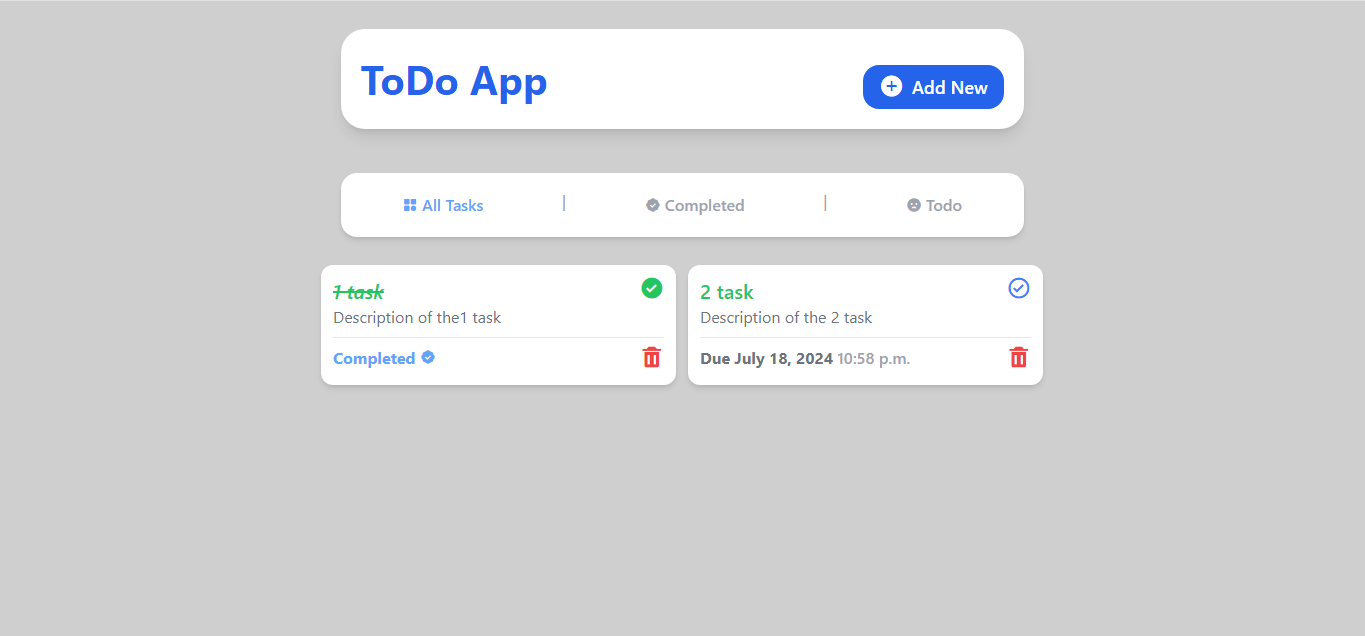 ToDo App
Add New
All Tasks | Completed | Todo
1 task
Description of the1 task
Completed
2 task
Description of the 2 task
Due July 18, 2024 10:58 p.m.